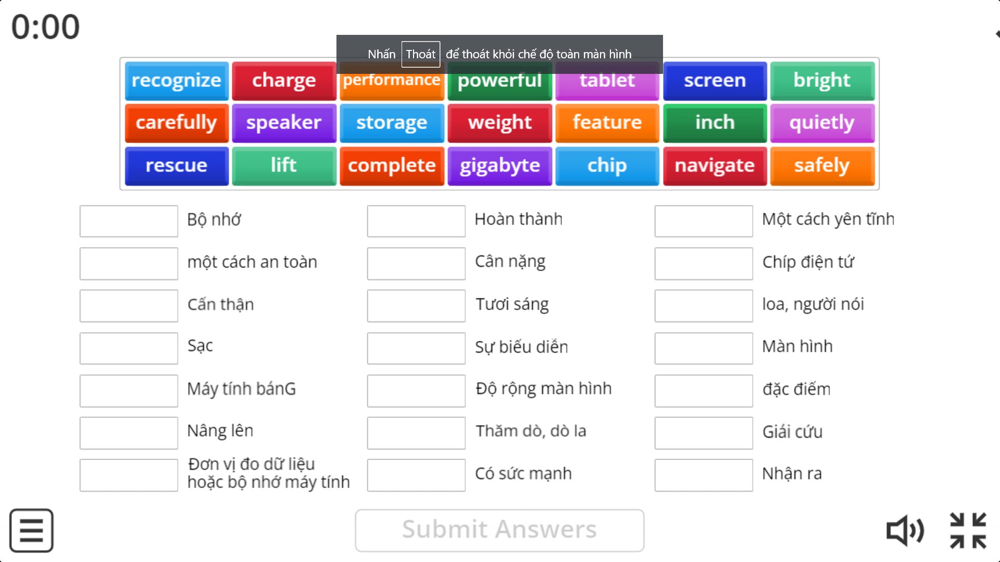 0:00
Nhấn Thoát để thoát khỏi chế độ toàn màn hình
recognize charge performance powerful tablet screen bright
carefully speaker storage weight feature inch quietly
rescue lift complete gigabyte chip navigate safely
Bộ nhớ Hoàn thành Một cách yên tĩnh
một cách an toàn Cân nặng Chíp điện tử
Cẩn thận Tươi sáng loa, người nói
Sạc Sự biểu diễn Màn hình
Máy tính bảnG Độ rộng màn hình đặc điểm
Nâng lên Thăm dò, dò la Giải cứu
Đơn vị đo dữ liệu
hoặc bộ nhớ máy tính Có sức mạnh Nhận ra
Submit Answers